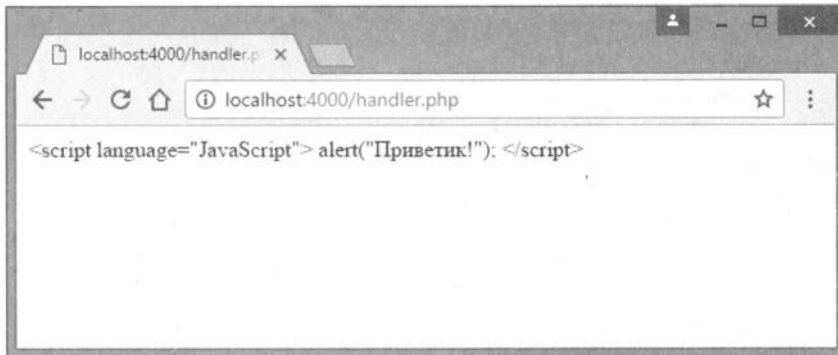 localhost:4000/handler.p
localhost:4000/handler.php
<script language="JavaScript"> alert("Приветик!"); </script>